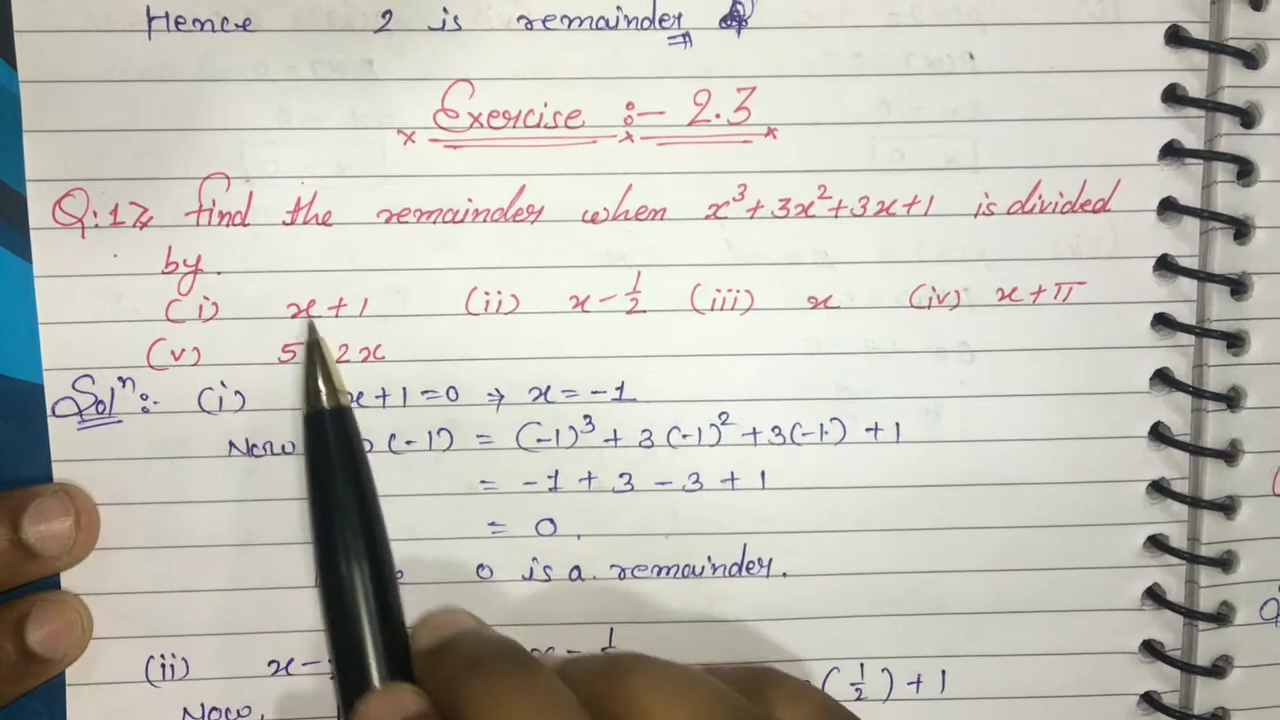 Hence 2 is remainder
Exercise :- 2.3
Q:1 find the remainder when x³+3x²+3x+1 is divided
by.
(i) x+1 (ii) x-1/2 (iii) x (iv) x+π
(v) 5 2x
Solⁿ:- (i) x+1=0 ⇒ x=-1
Now (-1) = (-1)³+3(-1)²+3(-1)+1
= -1+3-3+1
= 0.
0 is a remainder.
(ii) x-
Now, (1/2)+1